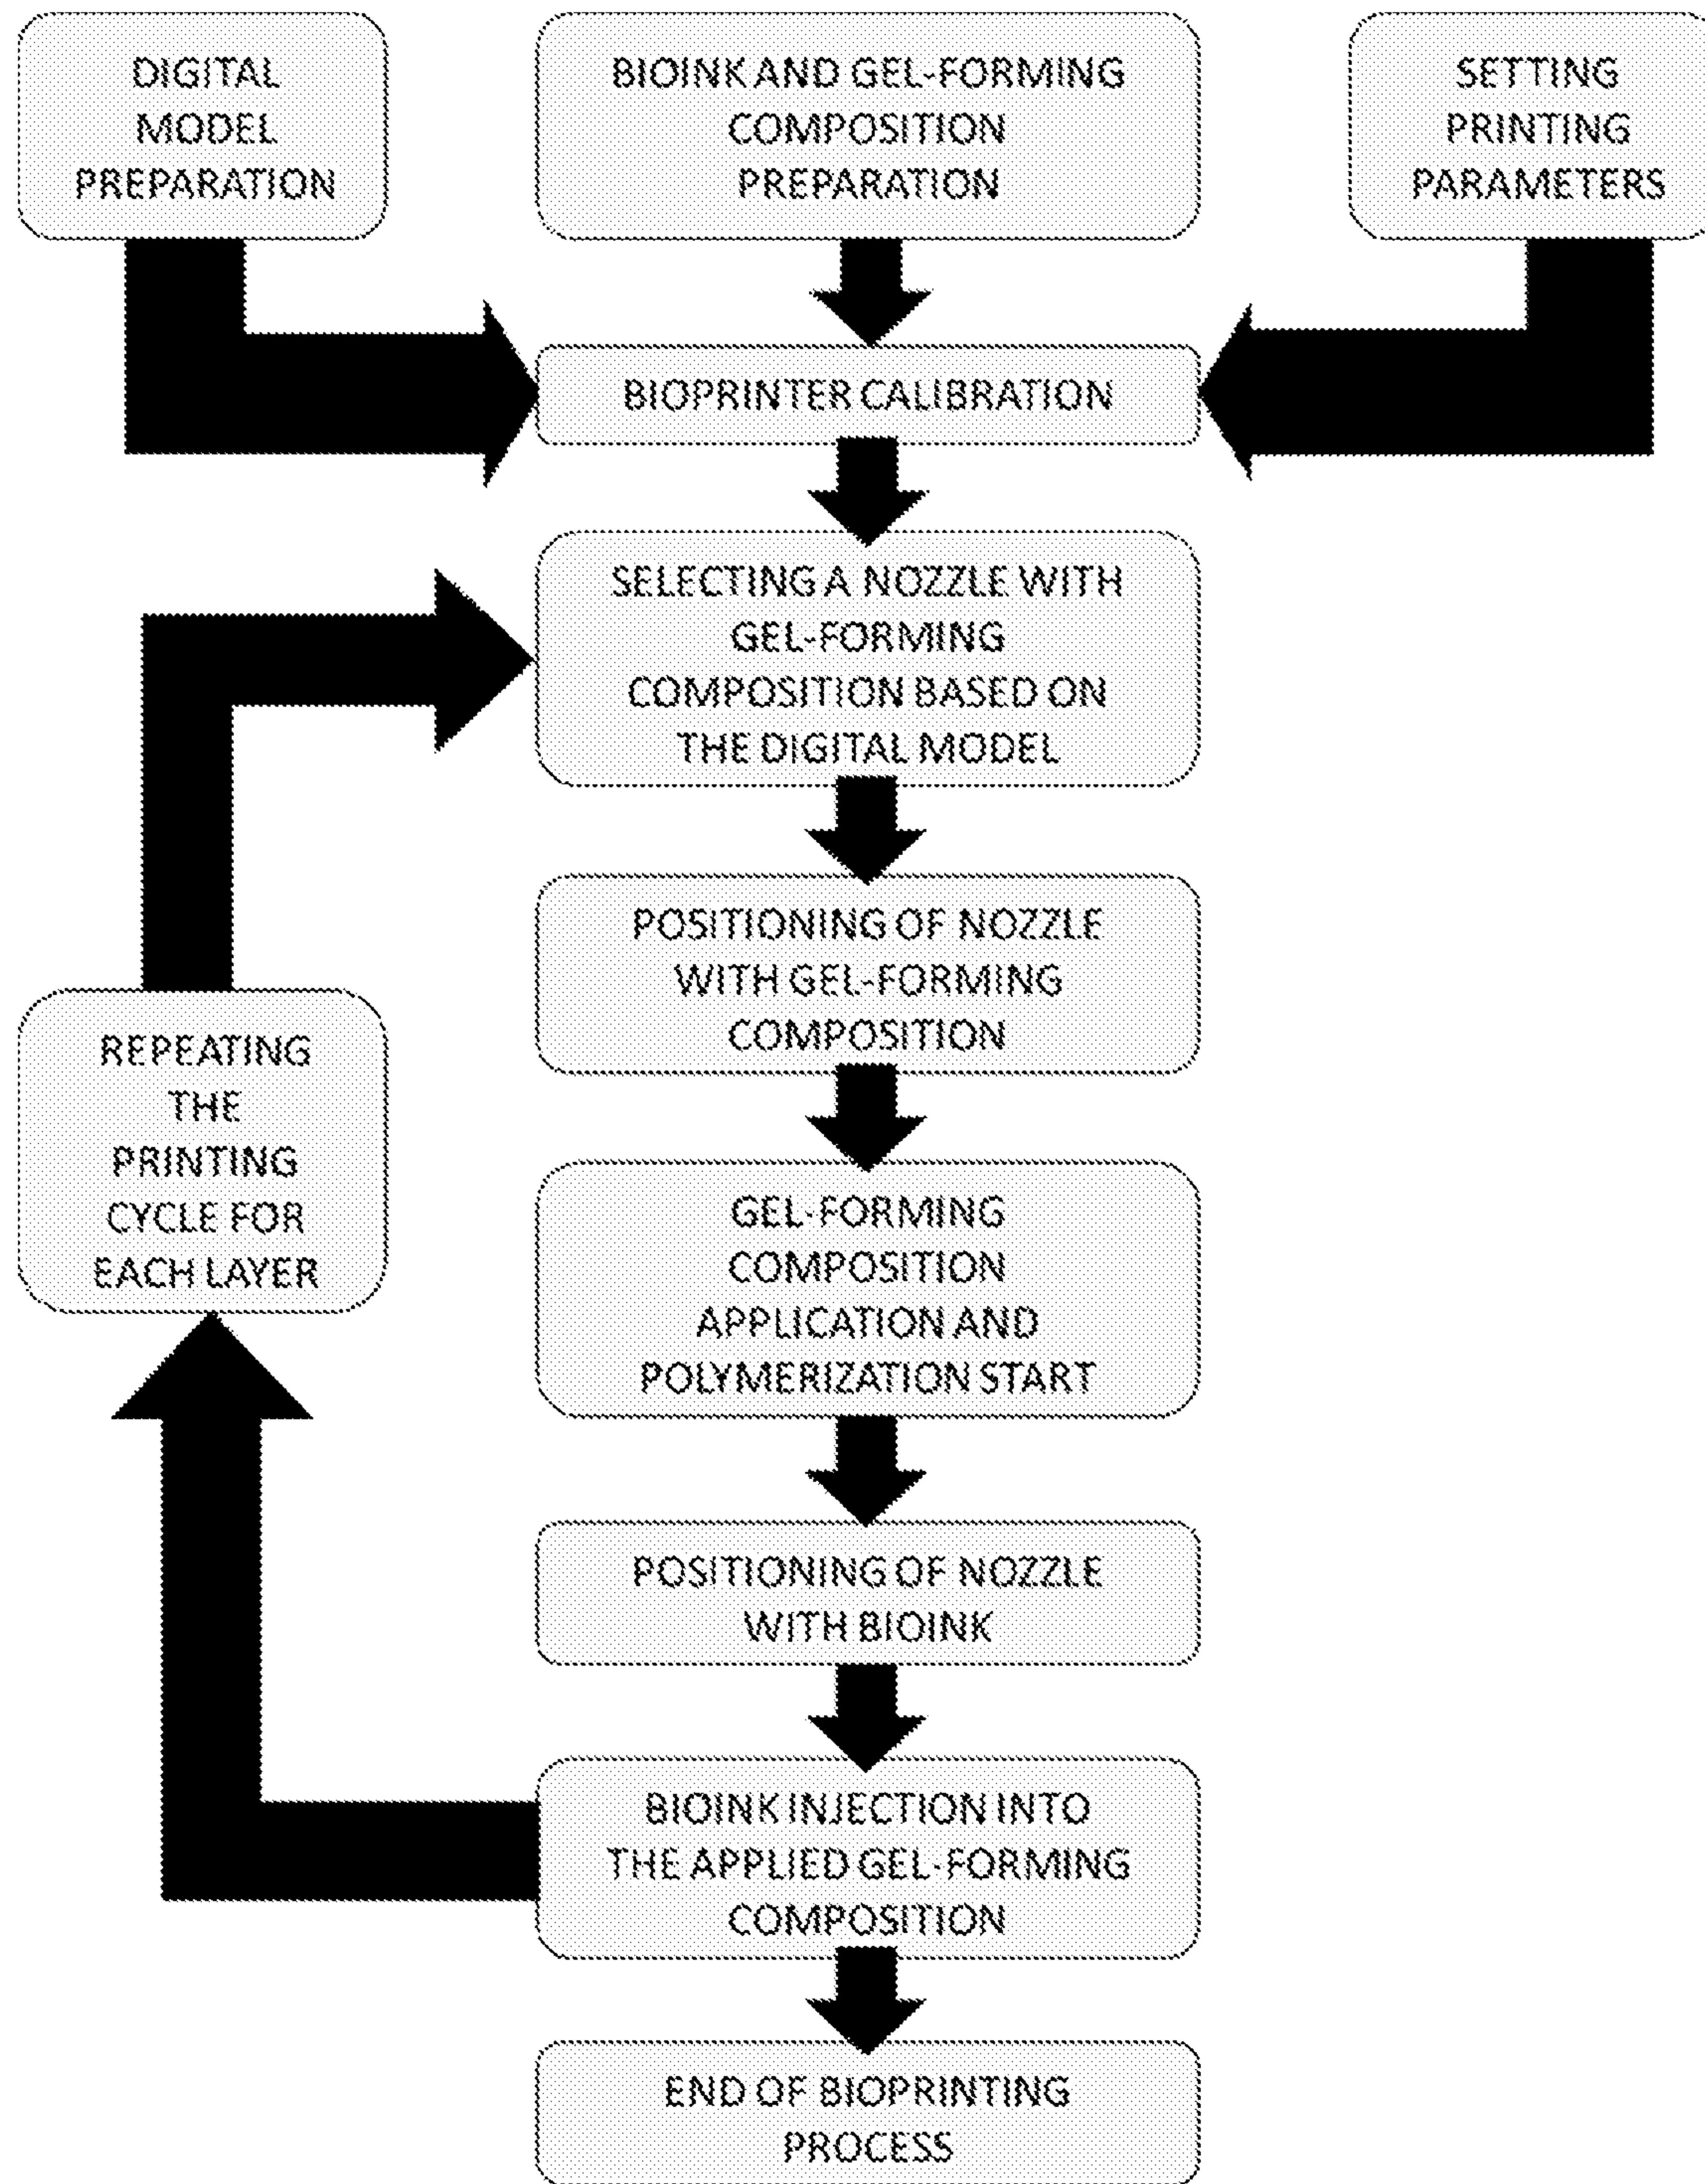 DIGITAL
MODEL
PREPARATION
BIOINK AND GEL-FORMING
COMPOSITION
PREPARATION
SETTING
PRINTING
PARAMETERS
BIOPRINTER CALIBRATION
SELECTING A NOZZLE WITH
GEL-FORMING
COMPOSITION BASED ON
THE DIGITAL MODEL
POSITIONING OF NOZZLE
WITH GEL-FORMING
COMPOSITION
REPEATING
THE
PRINTING
CYCLE FOR
EACH LAYER
GEL-FORMING
COMPOSITION
APPLICATION AND
POLYMERIZATION START
POSITIONING OF NOZZLE
WITH BIOINK
BIOINK INJECTION INTO
THE APPLIED GEL-FORMING
COMPOSITION
END OF BIOPRINTING
PROCESS